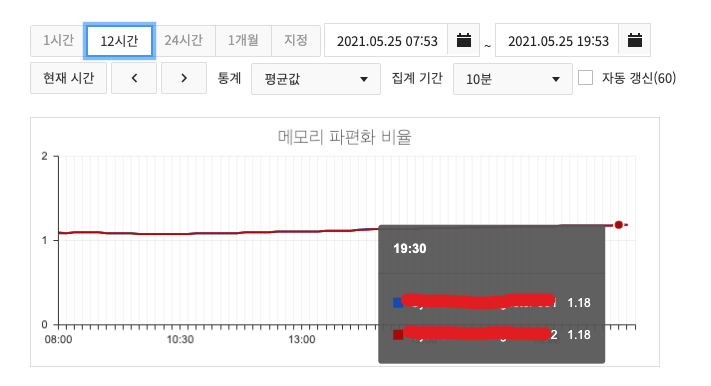 1시간 12시간 24시간 1개월 지정 2021.05.25 07:53 ~ 2021.05.25 19:53
현재 시간 < > 통계 평균값 집계 기간 10분 자동 갱신(60)
메모리 파편화 비율
2
1
0
08:00 10:30 13:00
19:30
1.18
2 1.18